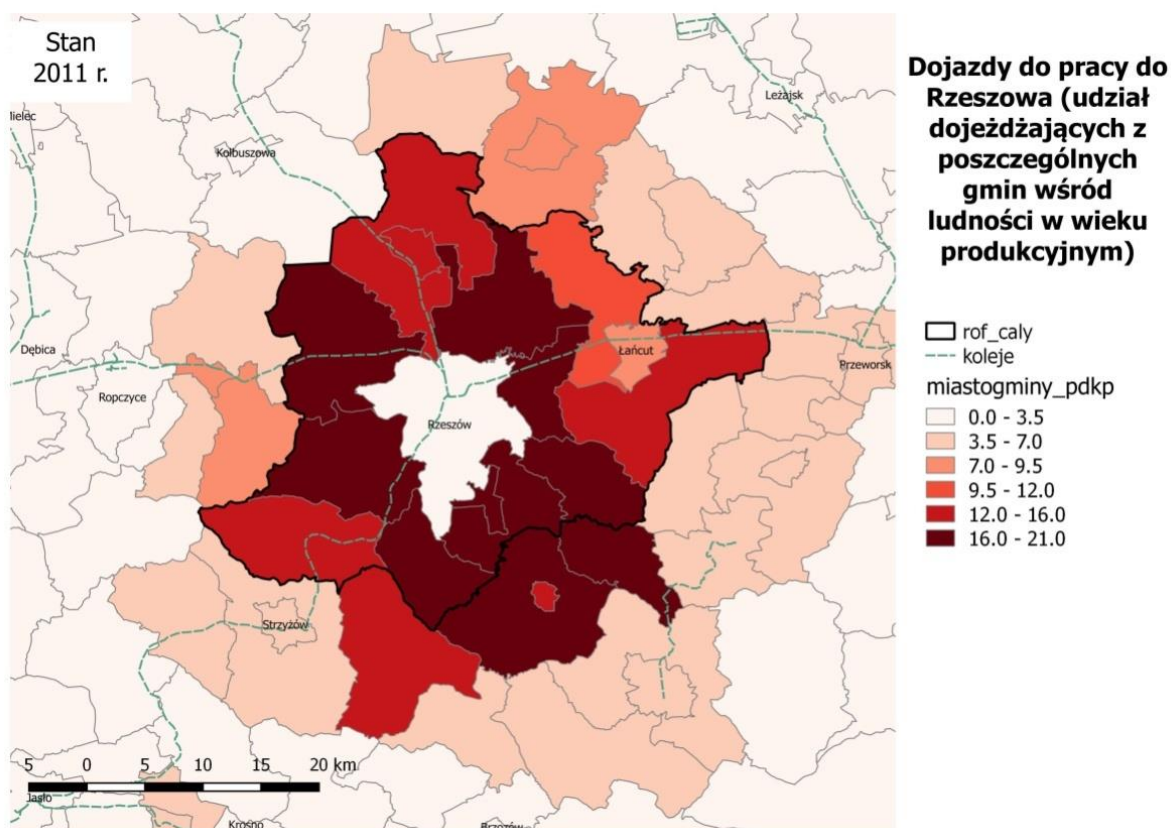 Stan
2011 r.
Dojazdy do pracy do
Rzeszowa (udział
dojeżdżających z
poszczególnych
gmin wśród
ludności w wieku
produkcyjnym)
rof_caly
koleje
miastogminy_pdkp
0.0 - 3.5
3.5 - 7.0
7.0 - 9.5
9.5 - 12.0
12.0 - 16.0
16.0 - 21.0
Leżajsk
Kolbuszowa
Dębica
Łańcut
Przeworsk
Ropczyce
Rzeszów
Strzyżów
5 0 5 10 15 20 km
Jasło
Krosno
Brzozów